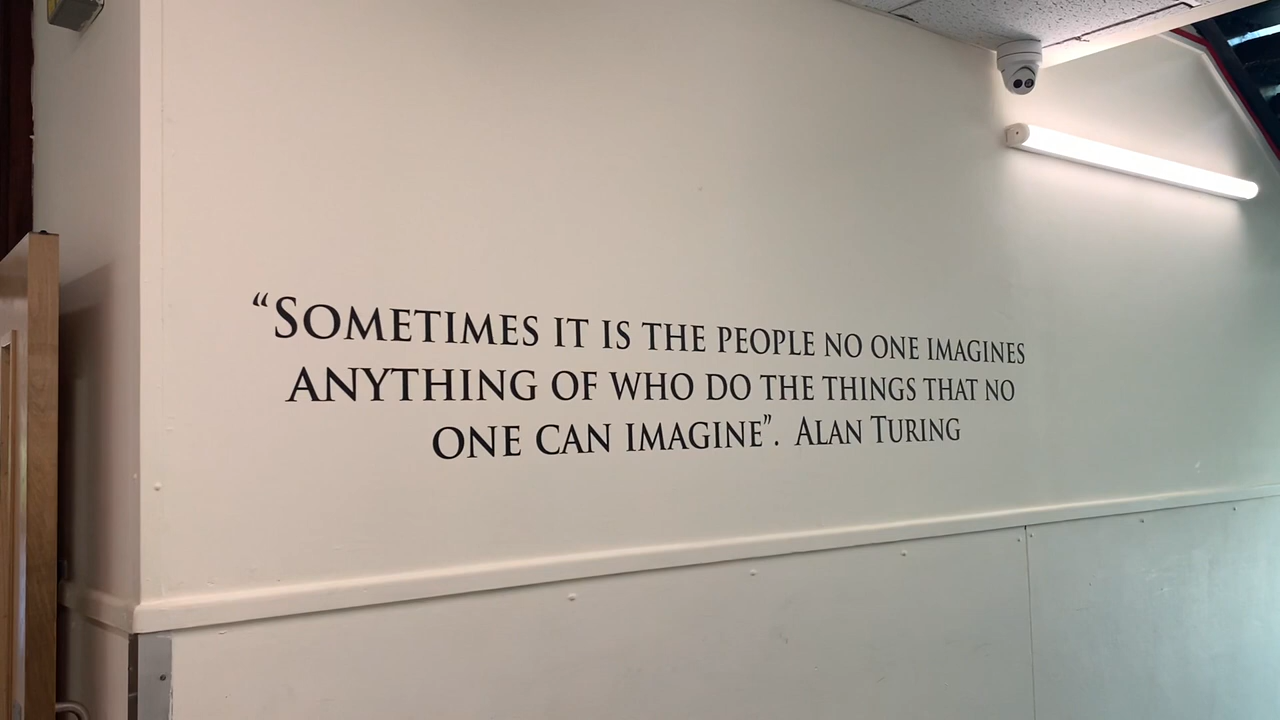 “Sometimes it is the people no one imagines
anything of who do the things that no
one can imagine”. Alan Turing